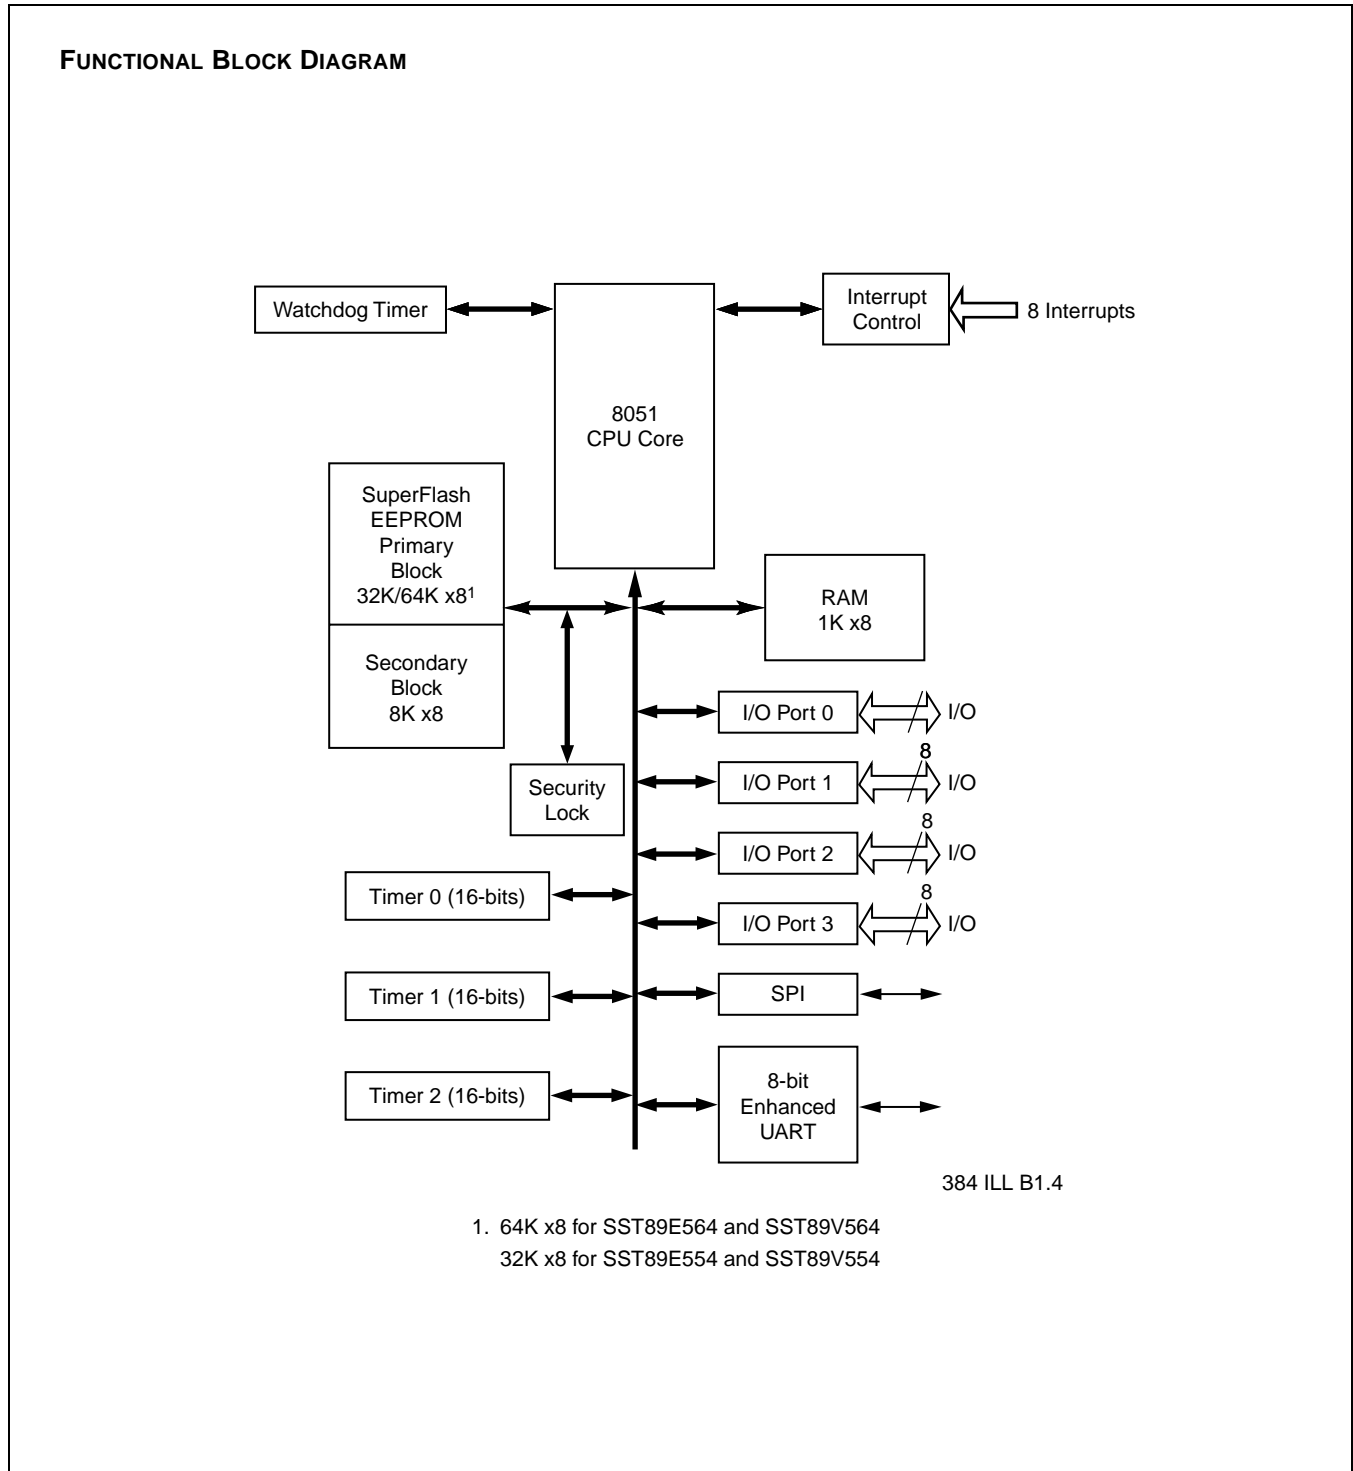 FUNCTIONAL BLOCK DIAGRAM
Watchdog Timer
8051
CPU Core
Interrupt
Control
8 Interrupts
SuperFlash
EEPROM
Primary
Block
32K/64K x8¹
Secondary
Block
8K x8
RAM
1K x8
Security
Lock
I/O Port 0
I/O
8
I/O Port 1
I/O
8
I/O Port 2
I/O
8
I/O Port 3
I/O
Timer 0 (16-bits)
Timer 1 (16-bits)
SPI
Timer 2 (16-bits)
8-bit
Enhanced
UART
384 ILL B1.4
1. 64K x8 for SST89E564 and SST89V564
32K x8 for SST89E554 and SST89V554